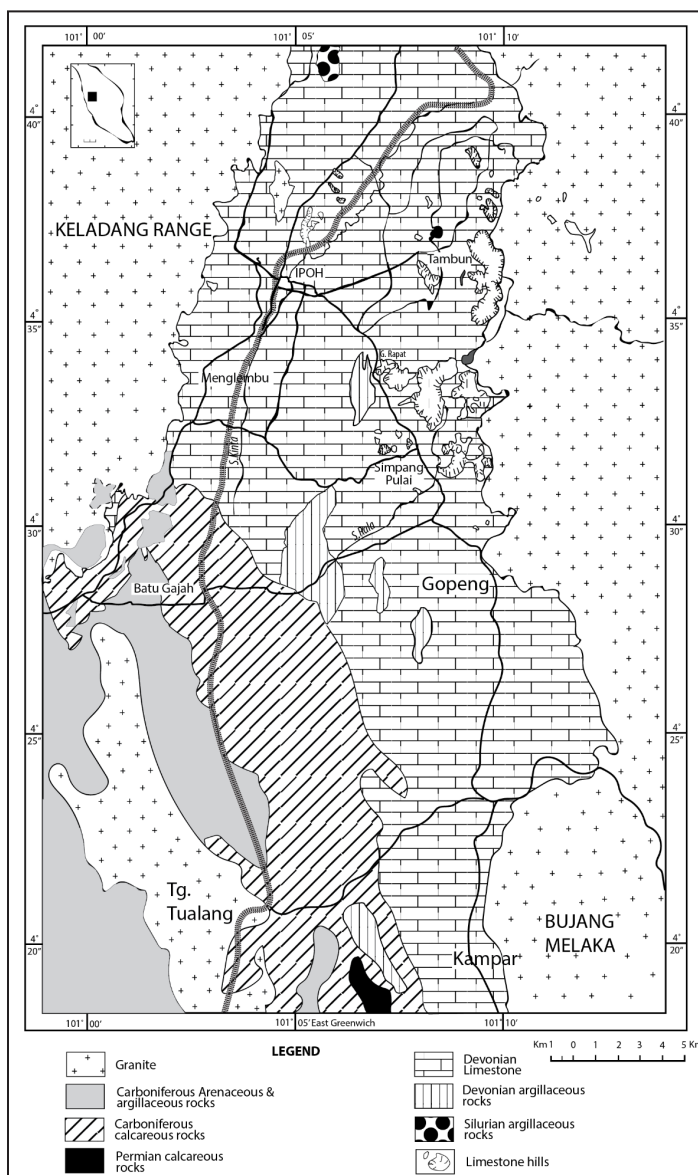 101° 00'
101° 05'
101° 10'
4°
40"
4°
40"
KELADANG RANGE
IPOH
Tambun
4°
35"
4°
35"
G. Rapat
Menglembu
S. Kinta
Simpang
Pulai
4°
30"
4°
30"
S. Raia
Batu Gajah
Gopeng
4°
25"
4°
25"
Tg.
Tualang
BUJANG
MELAKA
4°
20"
4°
20"
Kampar
101° 00'
101° 05' East Greenwich
101° 10'
LEGEND
Km 1 0 1 2 3 4 5 Km
Granite
Carboniferous Arenaceous &
argillaceous rocks
Carboniferous
calcareous rocks
Permian calcareous
rocks
Devonian
Limestone
Devonian argillaceous
rocks
Silurian argillaceous
rocks
Limestone hills